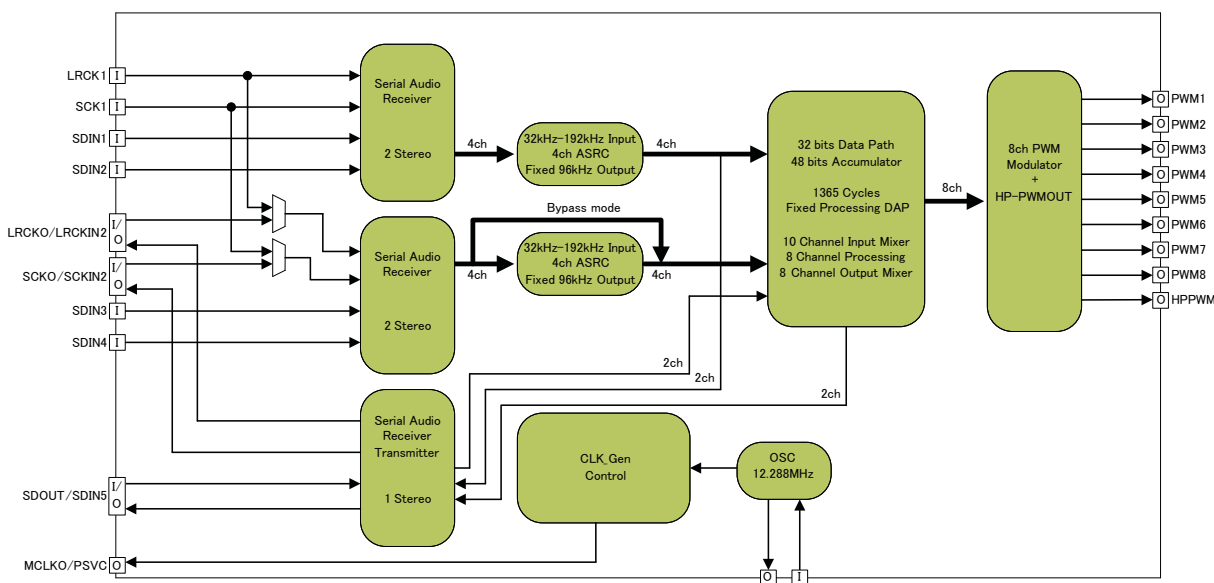 LRCK1 I
SCK1 I
SDIN1 I
SDIN2 I
LRCKO/LRCKIN2 I/O
SCKO/SCKIN2 I/O
SDIN3 I
SDIN4 I
SDOUT/SDIN5 I/O
MCLKO/PSVC O
Serial Audio
Receiver
2 Stereo
4ch
32kHz-192kHz Input
4ch ASRC
Fixed 96kHz Output
4ch
Serial Audio
Receiver
2 Stereo
Bypass mode
4ch
32kHz-192kHz Input
4ch ASRC
Fixed 96kHz Output
4ch
32 bits Data Path
48 bits Accumulator
1365 Cycles
Fixed Processing DAP
10 Channel Input Mixer
8 Channel Processing
8 Channel Output Mixer
8ch
8ch PWM
Modulator
+
HP-PWMOUT
O PWM1
O PWM2
O PWM3
O PWM4
O PWM5
O PWM6
O PWM7
O PWM8
O HPPWM
2ch
2ch
2ch
Serial Audio
Receiver
Transmitter
1 Stereo
CLK_Gen
Control
OSC
12.288MHz
O
I